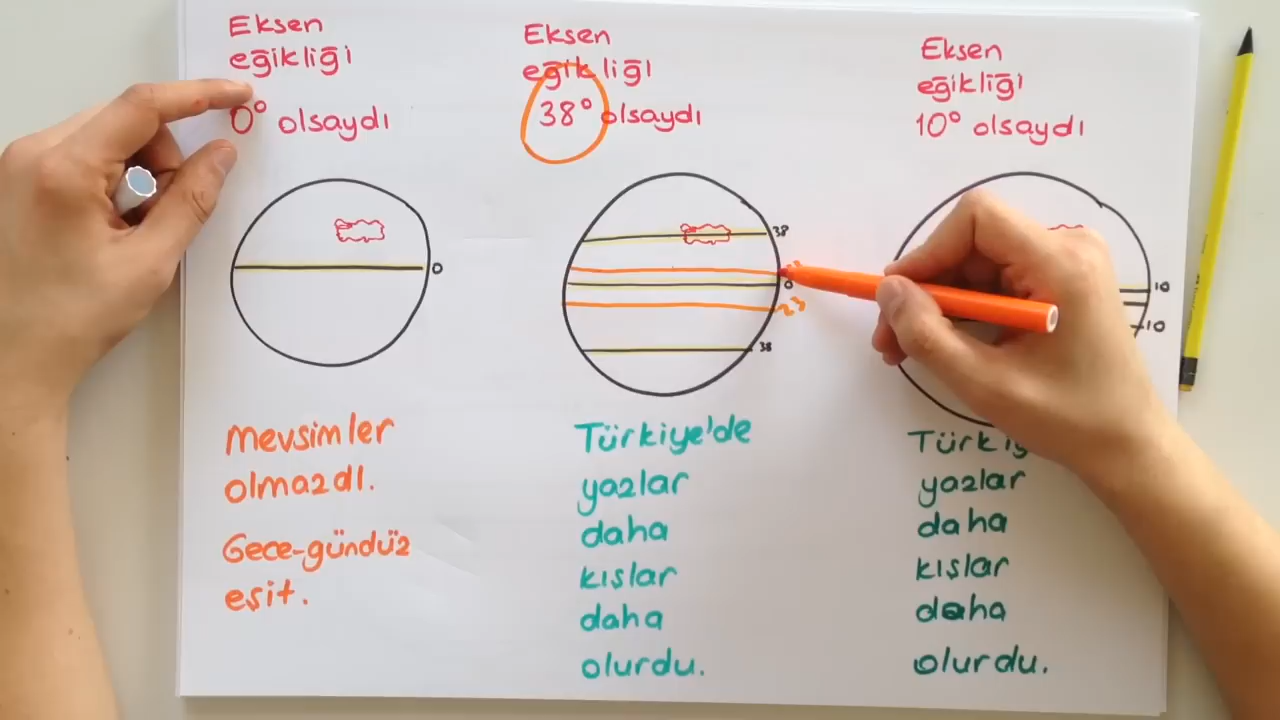 Eksen
eğikliği
0° olsaydı
0
Mevsimler
olmazdı.
Gece-gündüz
eşit.
Eksen
eğikliği
38° olsaydı
38
0
23
38
Türkiye'de
yazlar
daha
kışlar
daha
olurdu.
Eksen
eğikliği
10° olsaydı
10
10
yazlar
daha
kışlar
daha
olurdu.